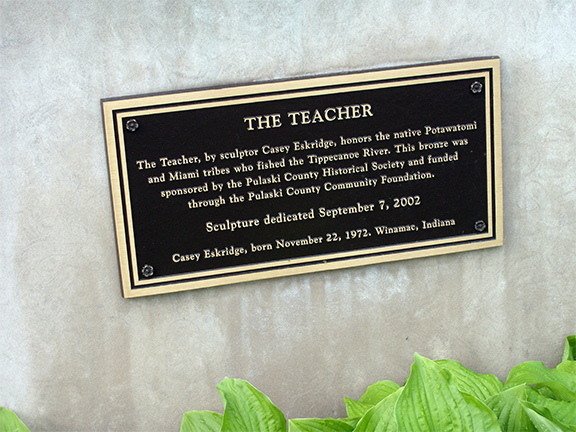 THE TEACHER
The Teacher, by sculptor Casey Eskridge, honors the native Potawatomi
and Miami tribes who fished the Tippecanoe River. This bronze was
sponsored by the Pulaski County Historical Society and funded
through the Pulaski County Community Foundation.
Sculpture dedicated September 7, 2002
Casey Eskridge, born November 22, 1972. Winamac, Indiana